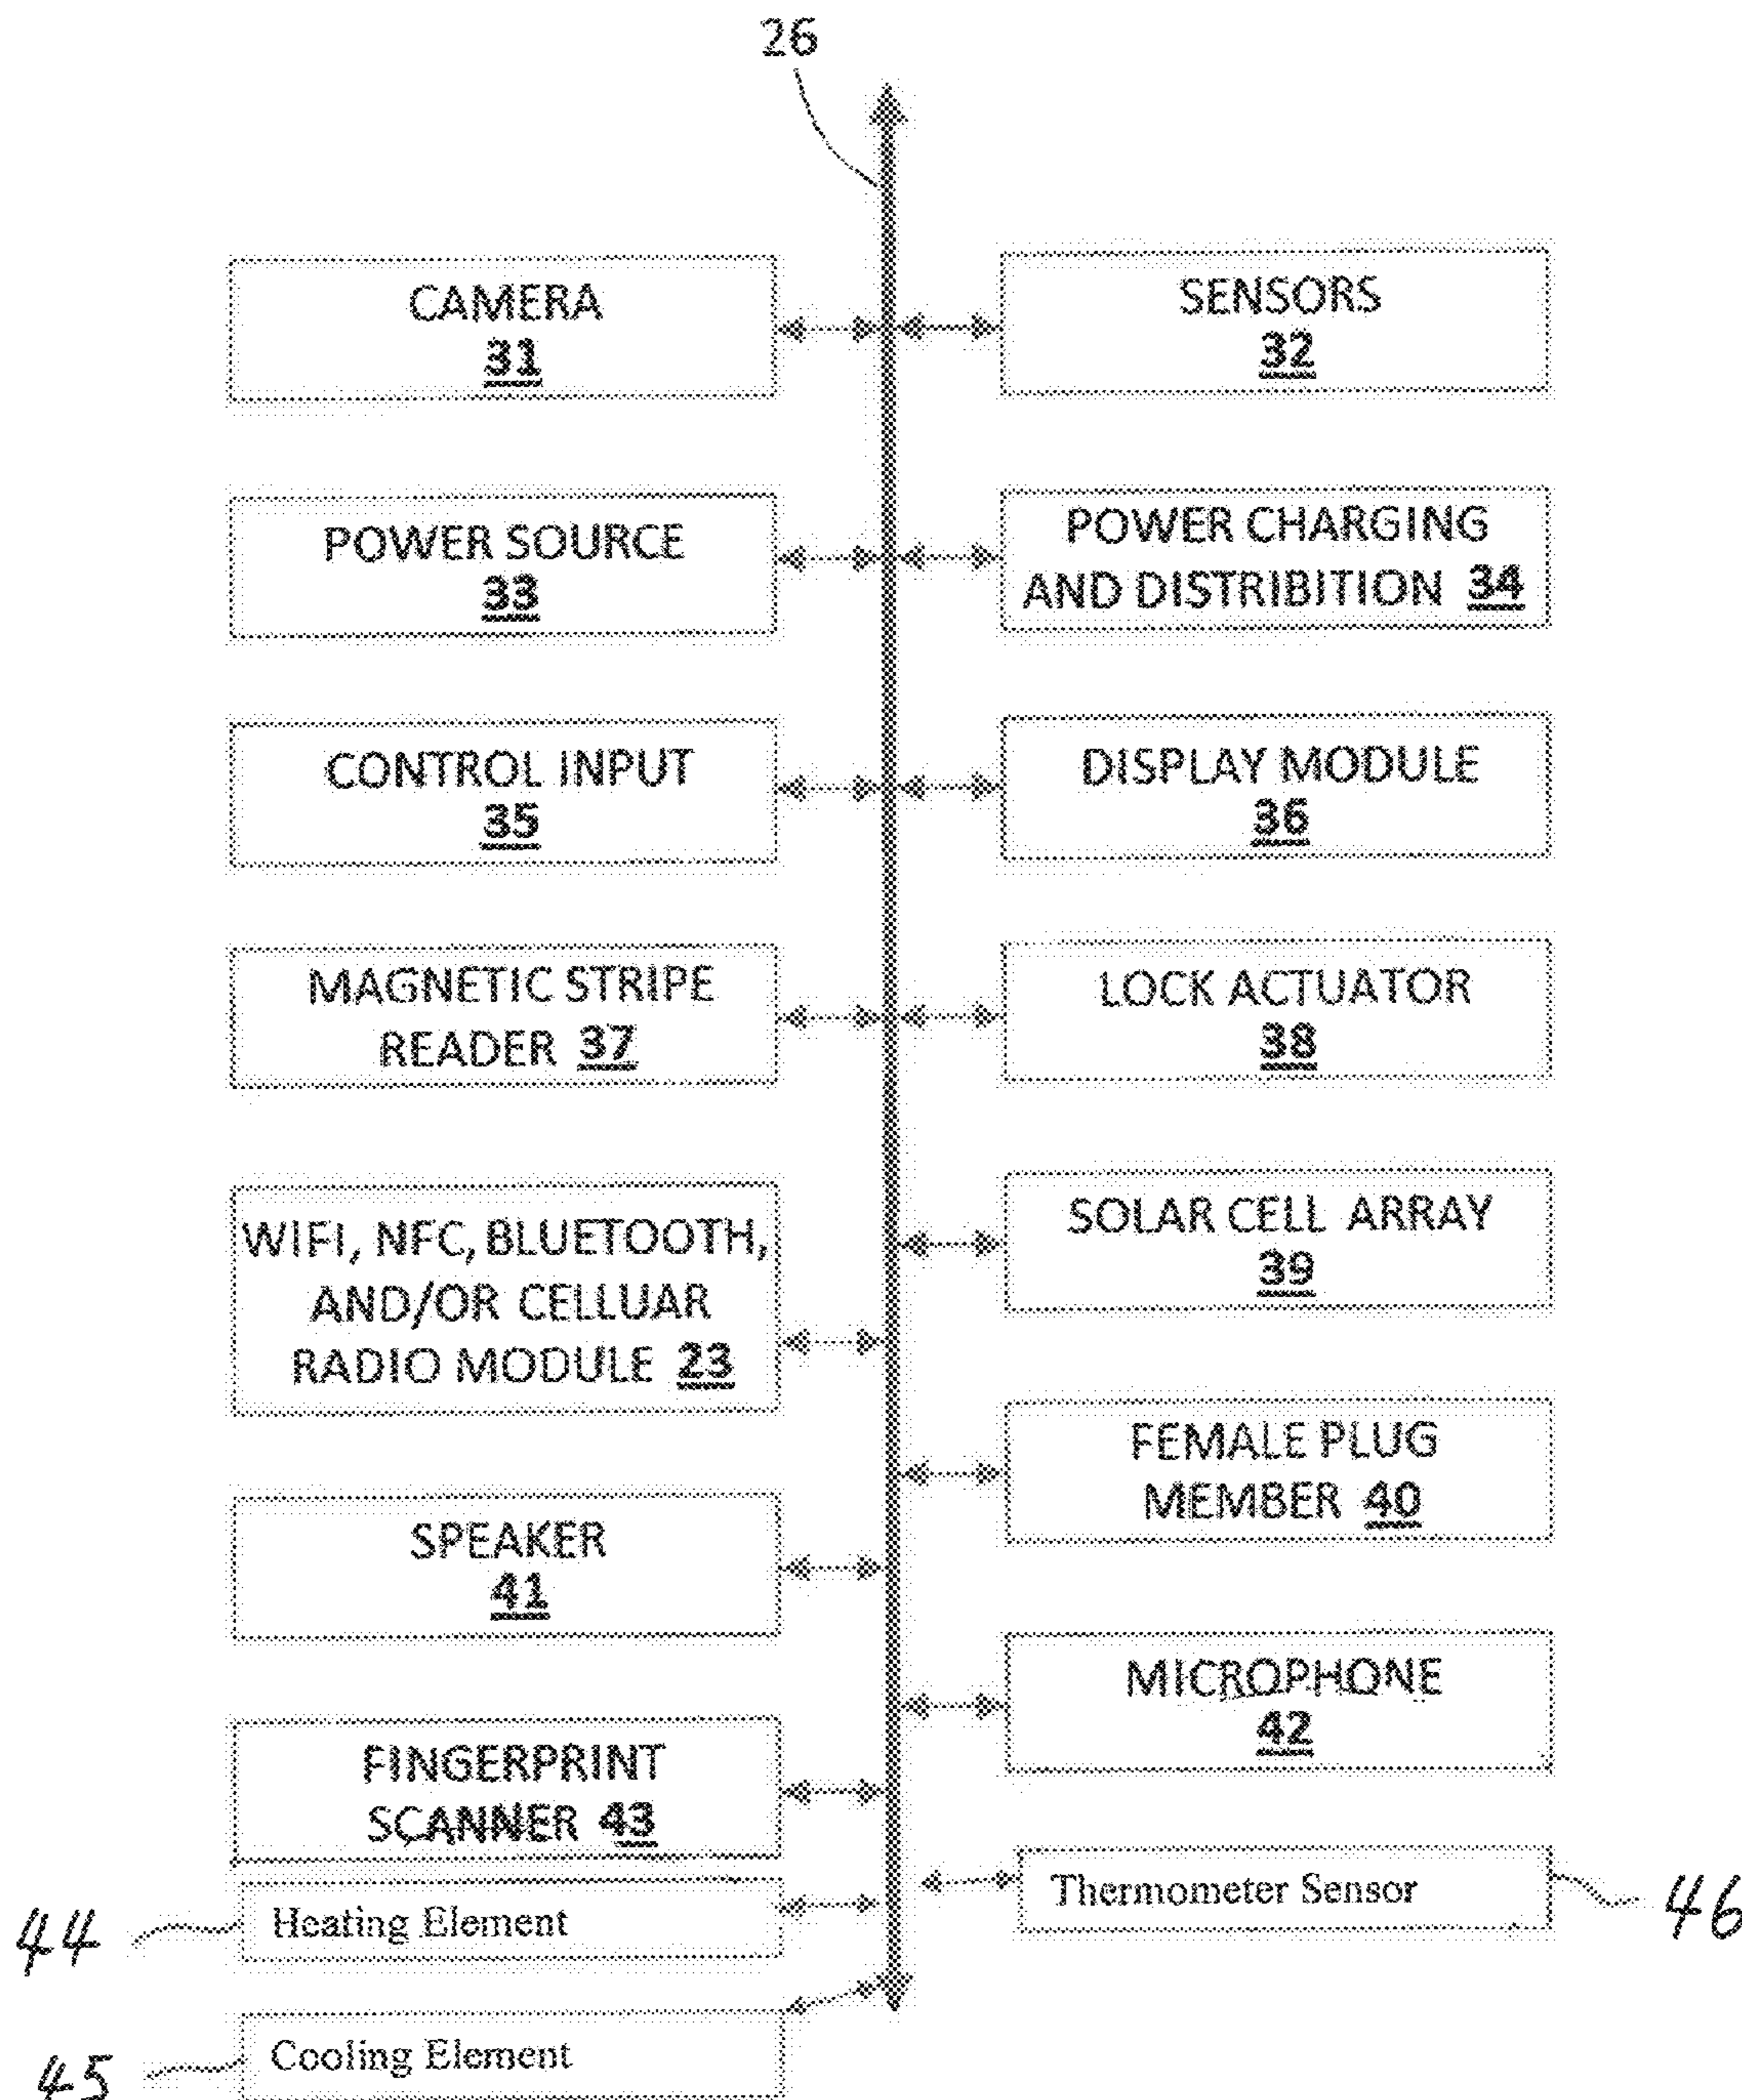 26
CAMERA
31
SENSORS
32
POWER SOURCE
33
POWER CHARGING
AND DISTRIBITION 34
CONTROL INPUT
35
DISPLAY MODULE
36
MAGNETIC STRIPE
READER 37
LOCK ACTUATOR
38
WIFI, NFC, BLUETOOTH,
AND/OR CELLUAR
RADIO MODULE 23
SOLAR CELL ARRAY
39
FEMALE PLUG
MEMBER 40
SPEAKER
41
MICROPHONE
42
FINGERPRINT
SCANNER 43
Thermometer Sensor
46
44
Heating Element
45
Cooling Element